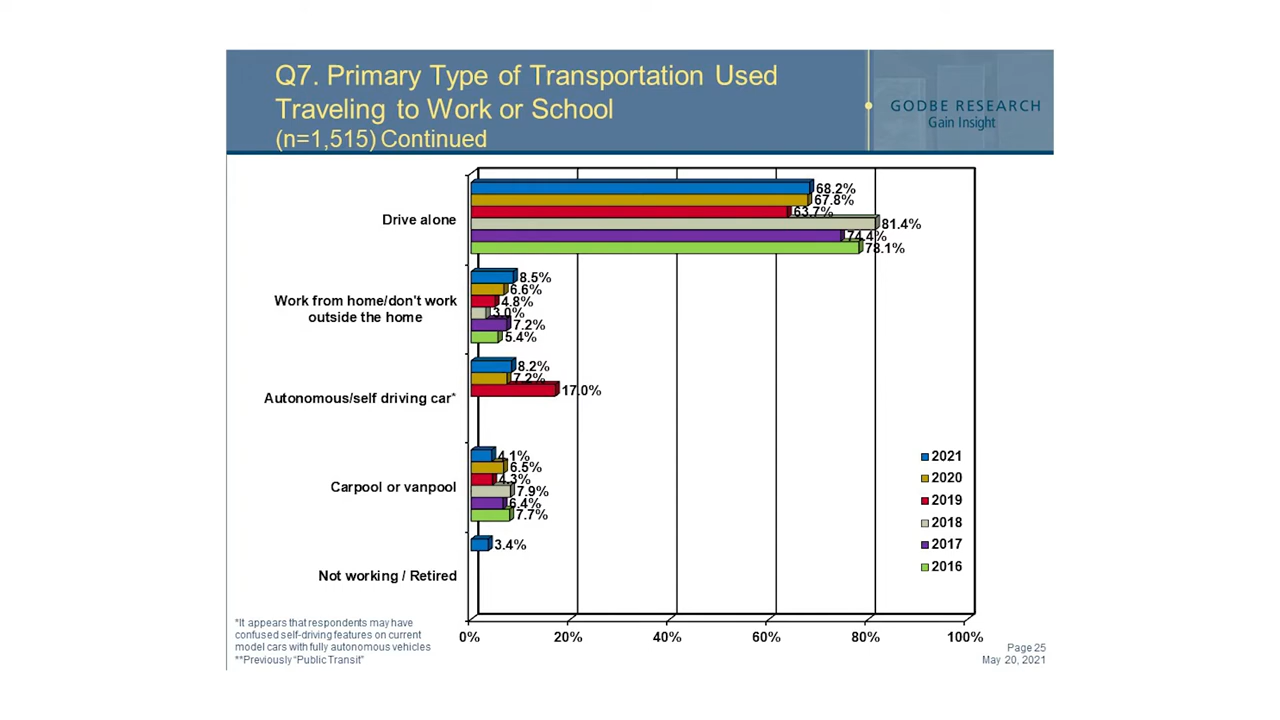 Q7. Primary Type of Transportation Used
Traveling to Work or School
(n=1,515) Continued
GODBE RESEARCH
Gain Insight
Drive alone
68.2%
67.8%
63.7%
81.4%
74.4%
78.1%
Work from home/don't work
outside the home
8.5%
6.6%
4.8%
3.0%
7.2%
5.4%
Autonomous/self driving car*
8.2%
7.2%
17.0%
Carpool or vanpool
4.1%
6.5%
4.3%
7.9%
6.4%
7.7%
Not working / Retired
3.4%
2021
2020
2019
2018
2017
2016
0%
20%
40%
60%
80%
100%
*It appears that respondents may have
confused self-driving features on current
model cars with fully autonomous vehicles
**Previously “Public Transit”
Page 25
May 20, 2021